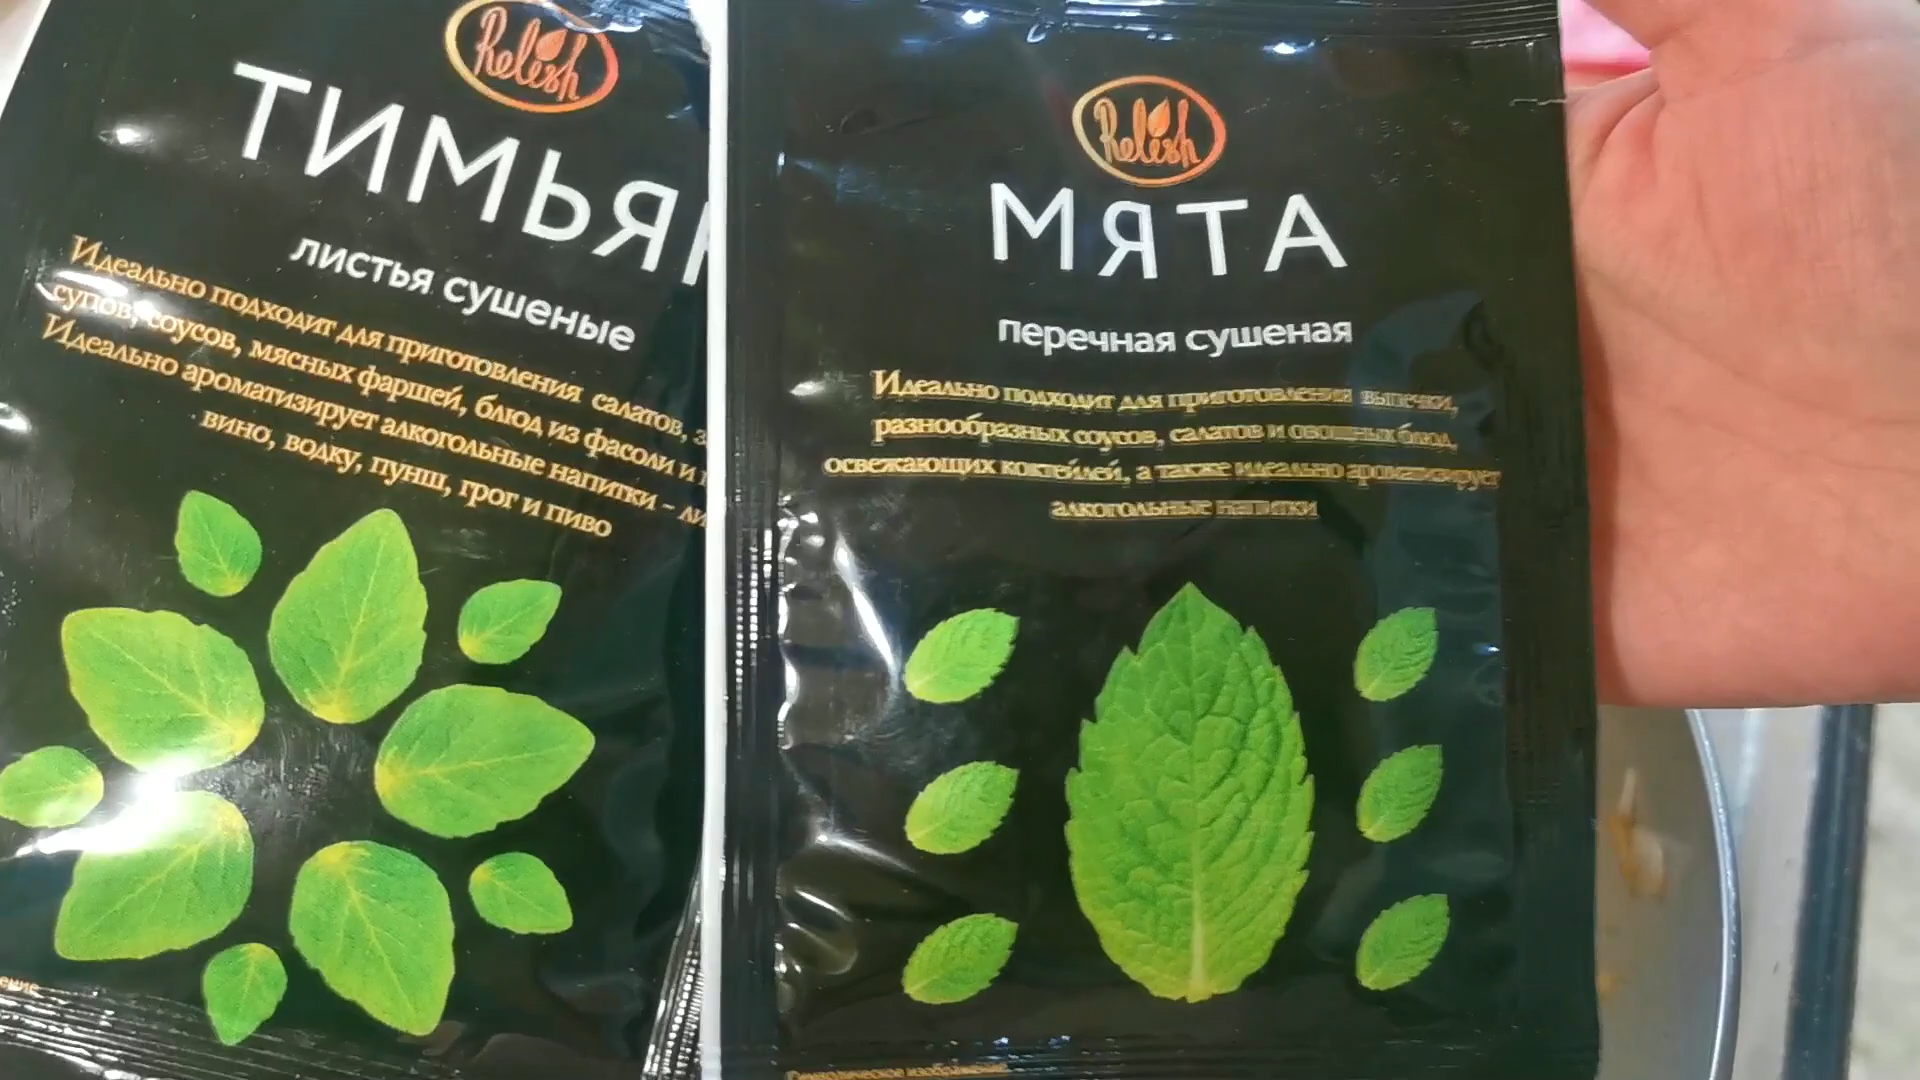 Relish
ТИМЬЯН
листья сушеные
Идеально подходит для приготовления салатов,
супов, соусов, мясных фаршей, блюд из фасоли и
Идеально ароматизирует алкогольные напитки –
вино, водку, пунш, грог и пиво
Relish
МЯТА
перечная сушеная
Идеально подходит для приготовления выпечки,
разнообразных соусов, салатов и овощных блюд,
освежающих коктейлей, а также идеально ароматизирует
алкогольные напитки